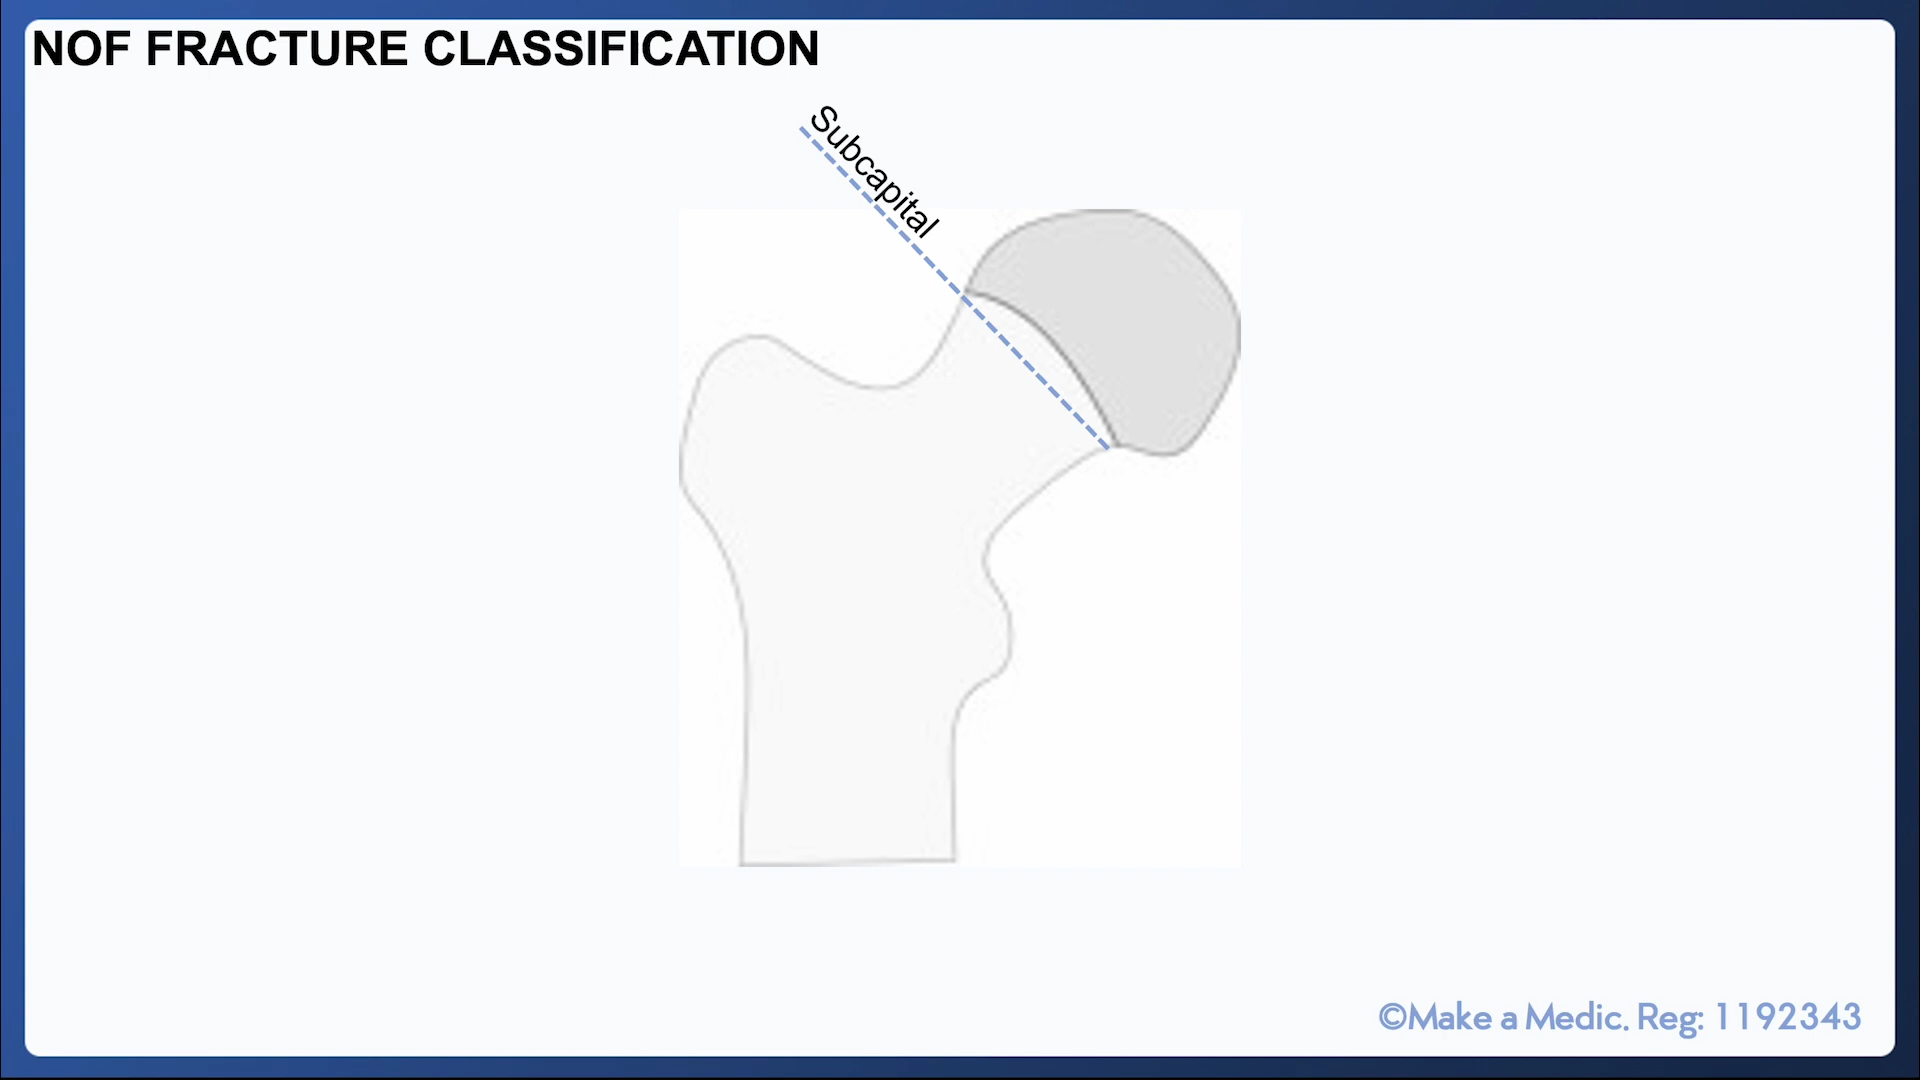 NOF FRACTURE CLASSIFICATION
Subcapital
©Make a Medic. Reg: 1192343